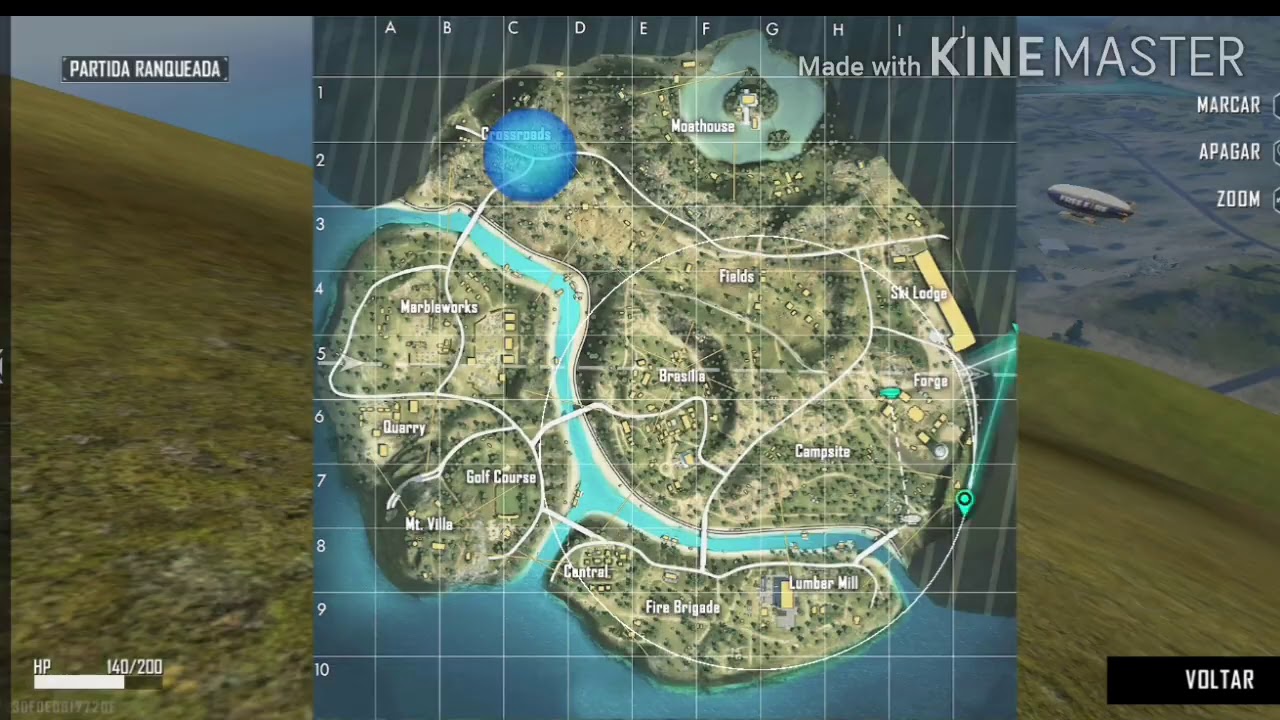 PARTIDA RANQUEADA
A B C D E F G H I J
Made with KINEMASTER
1
MARCAR
Moathouse
Crossroads
2
APAGAR
ZOOM
FREE FIRE
3
Fields
4
Ski Lodge
Marbleworks
5
Brasilia
Forge
6
Quarry
Campsite
7
Golf Course
Mt. Villa
8
Central
Lumber Mill
9
Fire Brigade
10
HP 140/200
VOLTAR